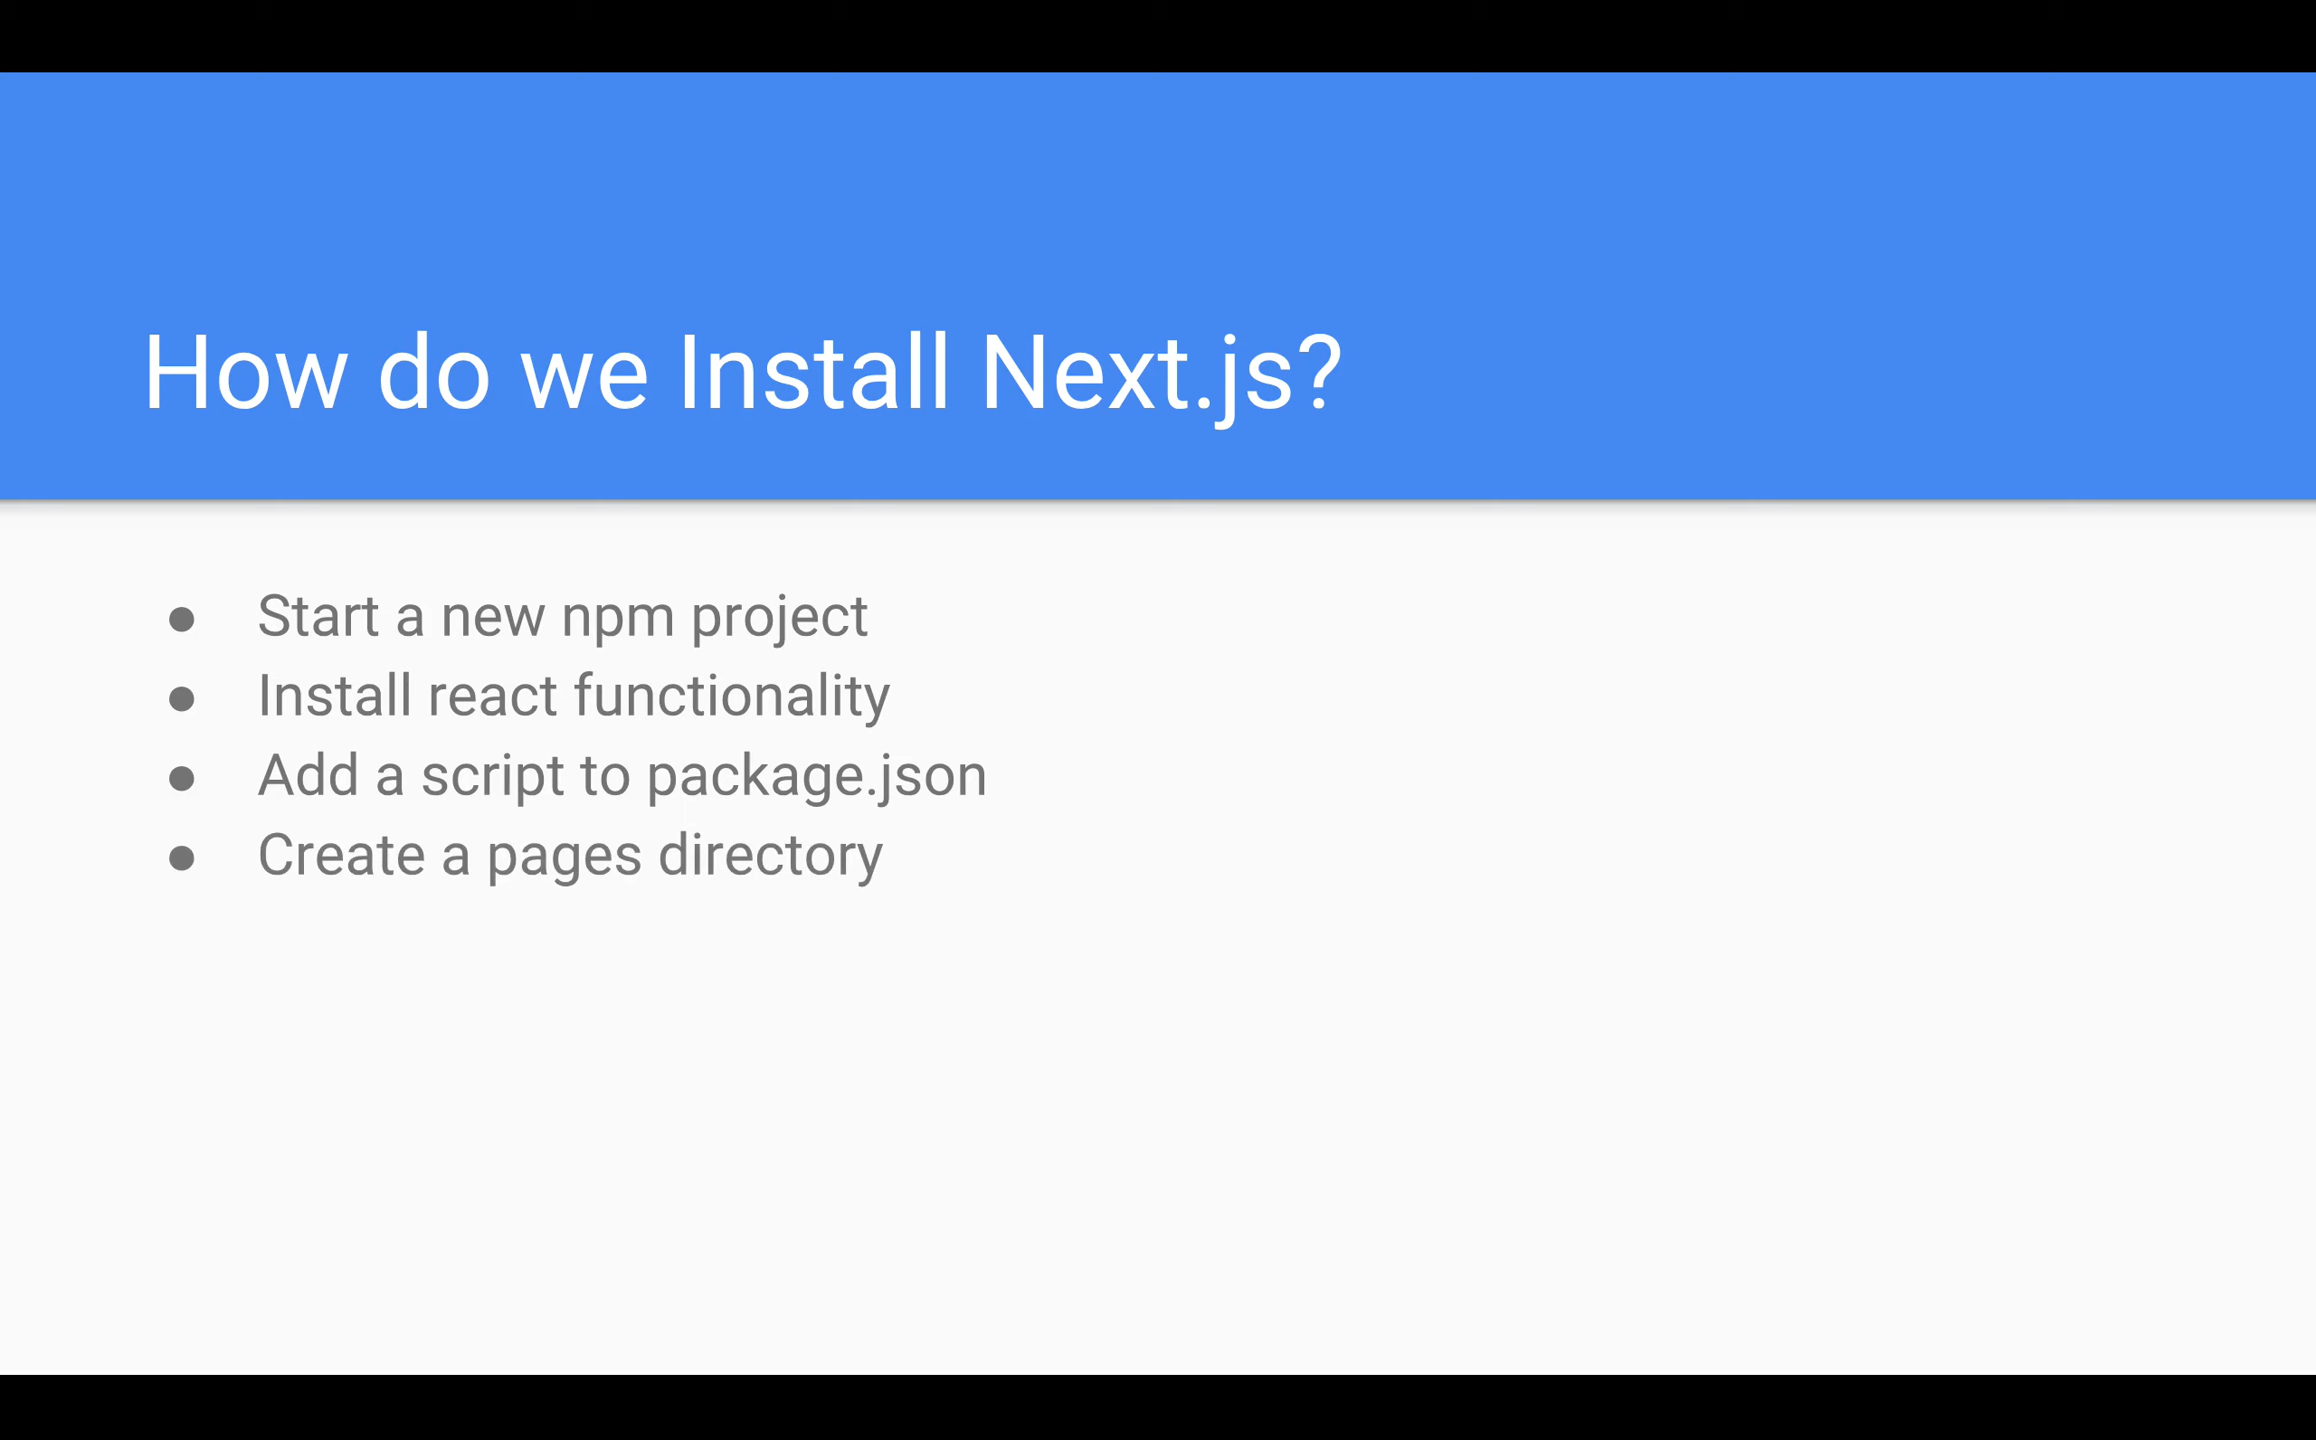 How do we Install Next.js?
● Start a new npm project
● Install react functionality
● Add a script to package.json
● Create a pages directory